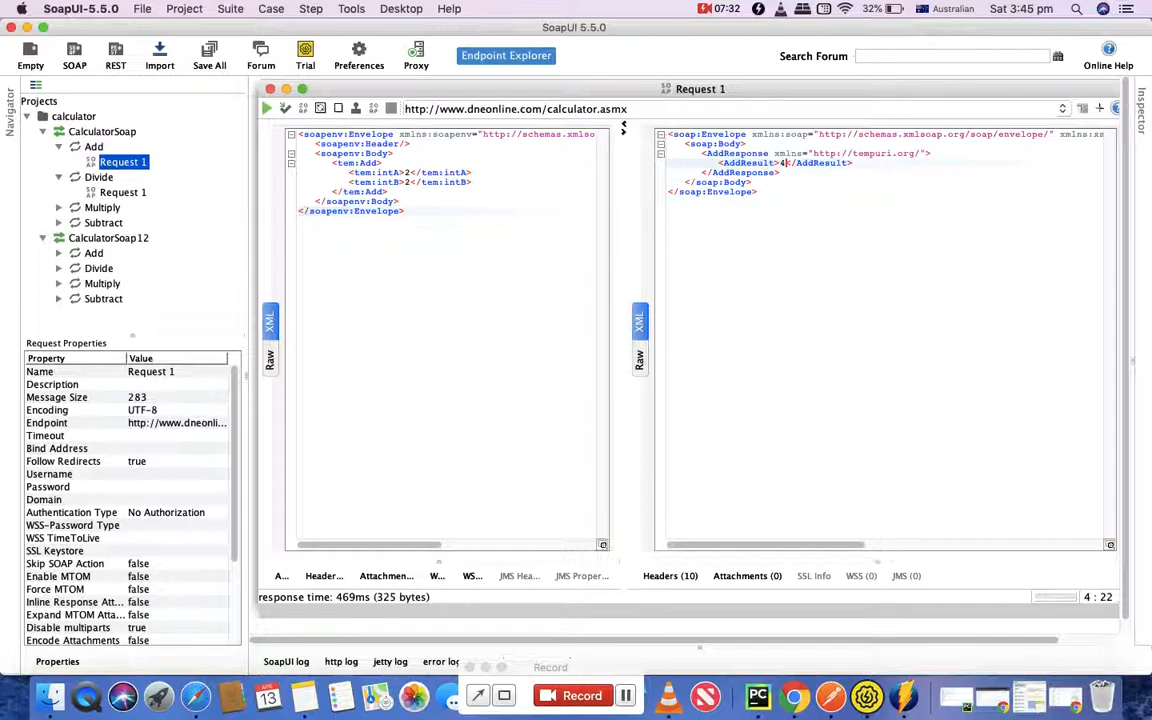 SoapUI-5.5.0 File Project Suite Case Step Tools Desktop Help 07:32 32% Australian Sat 3:45 pm
SoapUI-5.5.0
Empty SOAP REST Import Save All Forum Trial Preferences Proxy Endpoint Explorer Search Forum Online Help
Navigator
Projects
calculator
CalculatorSoap
Add
Request 1
Divide
Request 1
Multiply
Subtract
CalculatorSoap12
Add
Divide
Multiply
Subtract
Request Properties
Property Value
Name Request 1
Description
Message Size 283
Encoding UTF-8
Endpoint http://www.dneonli...
Timeout
Bind Address
Follow Redirects true
Username
Password
Domain
Authentication Type No Authorization
WSS-Password Type
WSS TimeToLive
SSL Keystore
Skip SOAP Action false
Enable MTOM false
Force MTOM false
Inline Response Att... false
Expand MTOM Atta... false
Disable multiparts true
Encode Attachments false
Properties
Request 1
http://www.dneonline.com/calculator.asmx
XML
Raw
<soapenv:Envelope xmlns:soapenv="http://schemas.xmlso
<soapenv:Header/>
<soapenv:Body>
<tem:Add>
<tem:intA>2</tem:intA>
<tem:intB>2</tem:intB>
</tem:Add>
</soapenv:Body>
</soapenv:Envelope>
XML
Raw
<soap:Envelope xmlns:soap="http://schemas.xmlsoap.org/soap/envelope/" xmlns:xs
<soap:Body>
<AddResponse xmlns="http://tempuri.org/">
<AddResult>4</AddResult>
</AddResponse>
</soap:Body>
</soap:Envelope>
A... Header... Attachmen... W... WS... JMS Hea... JMS Proper...
Headers (10) Attachments (0) SSL Info WSS (0) JMS (0)
response time: 469ms (325 bytes) 4 : 22
Inspector
SoapUI log http log jetty log error log
Record
Record
APR 13
PC